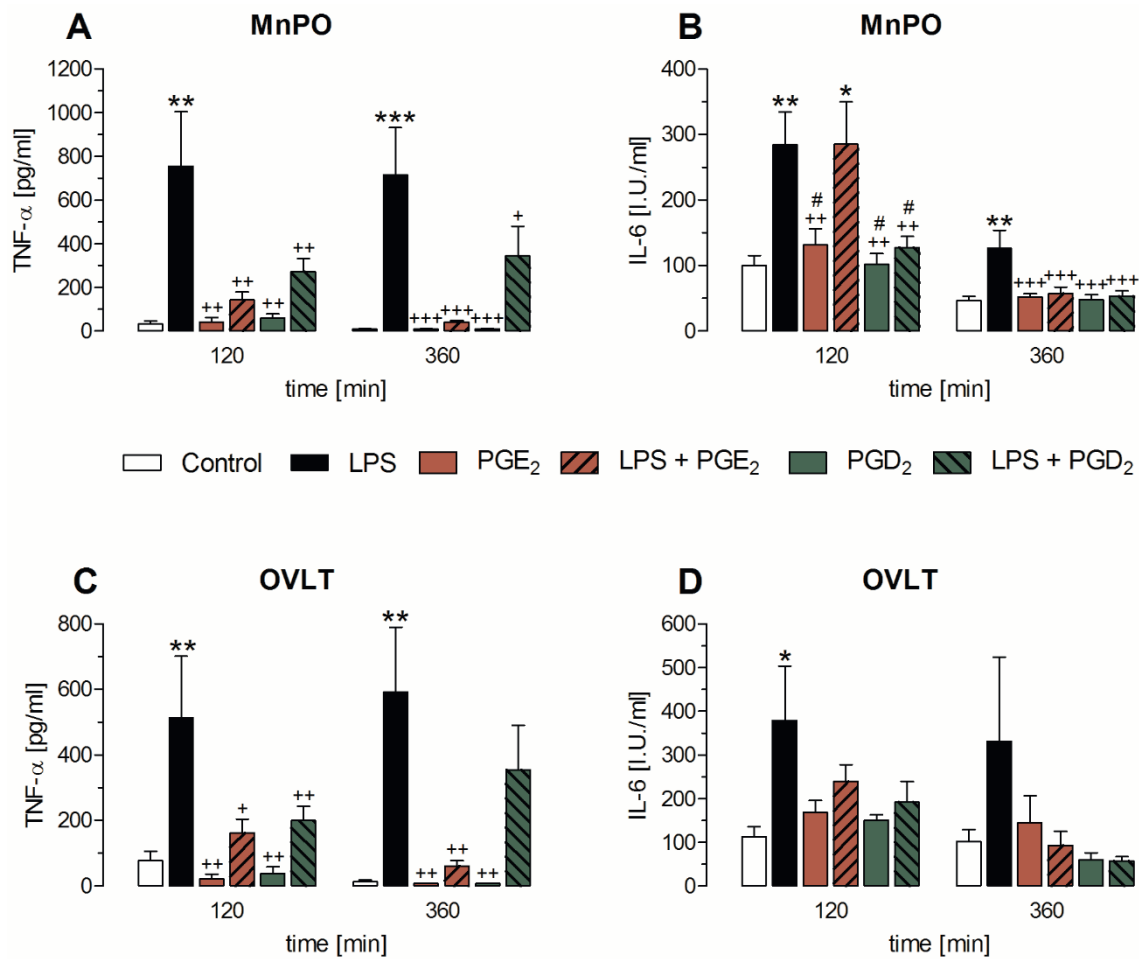 A MnPO
TNF-α [pg/ml]
1200
1000
800
600
400
200
0
** ++ ++ ++ ++
*** +++ +++ +++ +
120 360
time [min]
B MnPO
IL-6 [I.U./ml]
400
300
200
100
0
** # ++ * # ++ # ++
** +++ +++ +++ +++
120 360
time [min]
Control LPS PGE₂ LPS + PGE₂ PGD₂ LPS + PGD₂
C OVLT
TNF-α [pg/ml]
800
600
400
200
0
** ++ + ++ ++
** ++ ++ ++
120 360
time [min]
D OVLT
IL-6 [I.U./ml]
600
500
400
300
200
100
0
*
120 360
time [min]